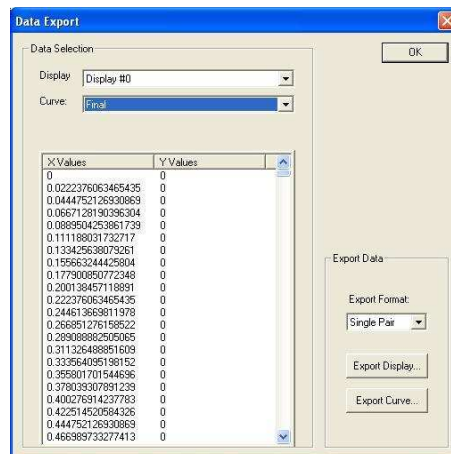 Data Export
Data Selection
OK
Display
Display #0
Curve:
Final
X Values Y Values
0 0
0.0222376063465435 0
0.0444752126930869 0
0.0667128190396304 0
0.0889504253861739 0
0.111188031732717 0
0.133425638079261 0
0.155663244425804 0
0.177900850772348 0
0.200138457118891 0
0.222376063465435 0
0.244613669811978 0
0.266851276158522 0
0.289088882505065 0
0.311326488851609 0
0.333564095198152 0
0.355801701544696 0
0.378039307891239 0
0.400276914237783 0
0.422514520584326 0
0.444752126930869 0
0.466989733277413 0
Export Data
Export Format:
Single Pair
Export Display...
Export Curve...